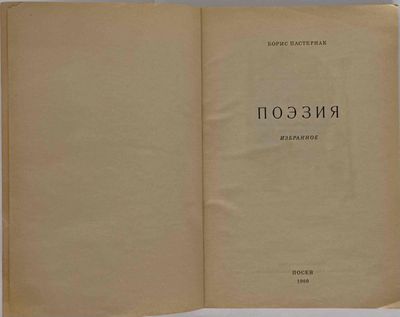 БОРИС ПАСТЕРНАК
ПОЭЗИЯ
ИЗБРАННОЕ
ПОСЕВ
1960